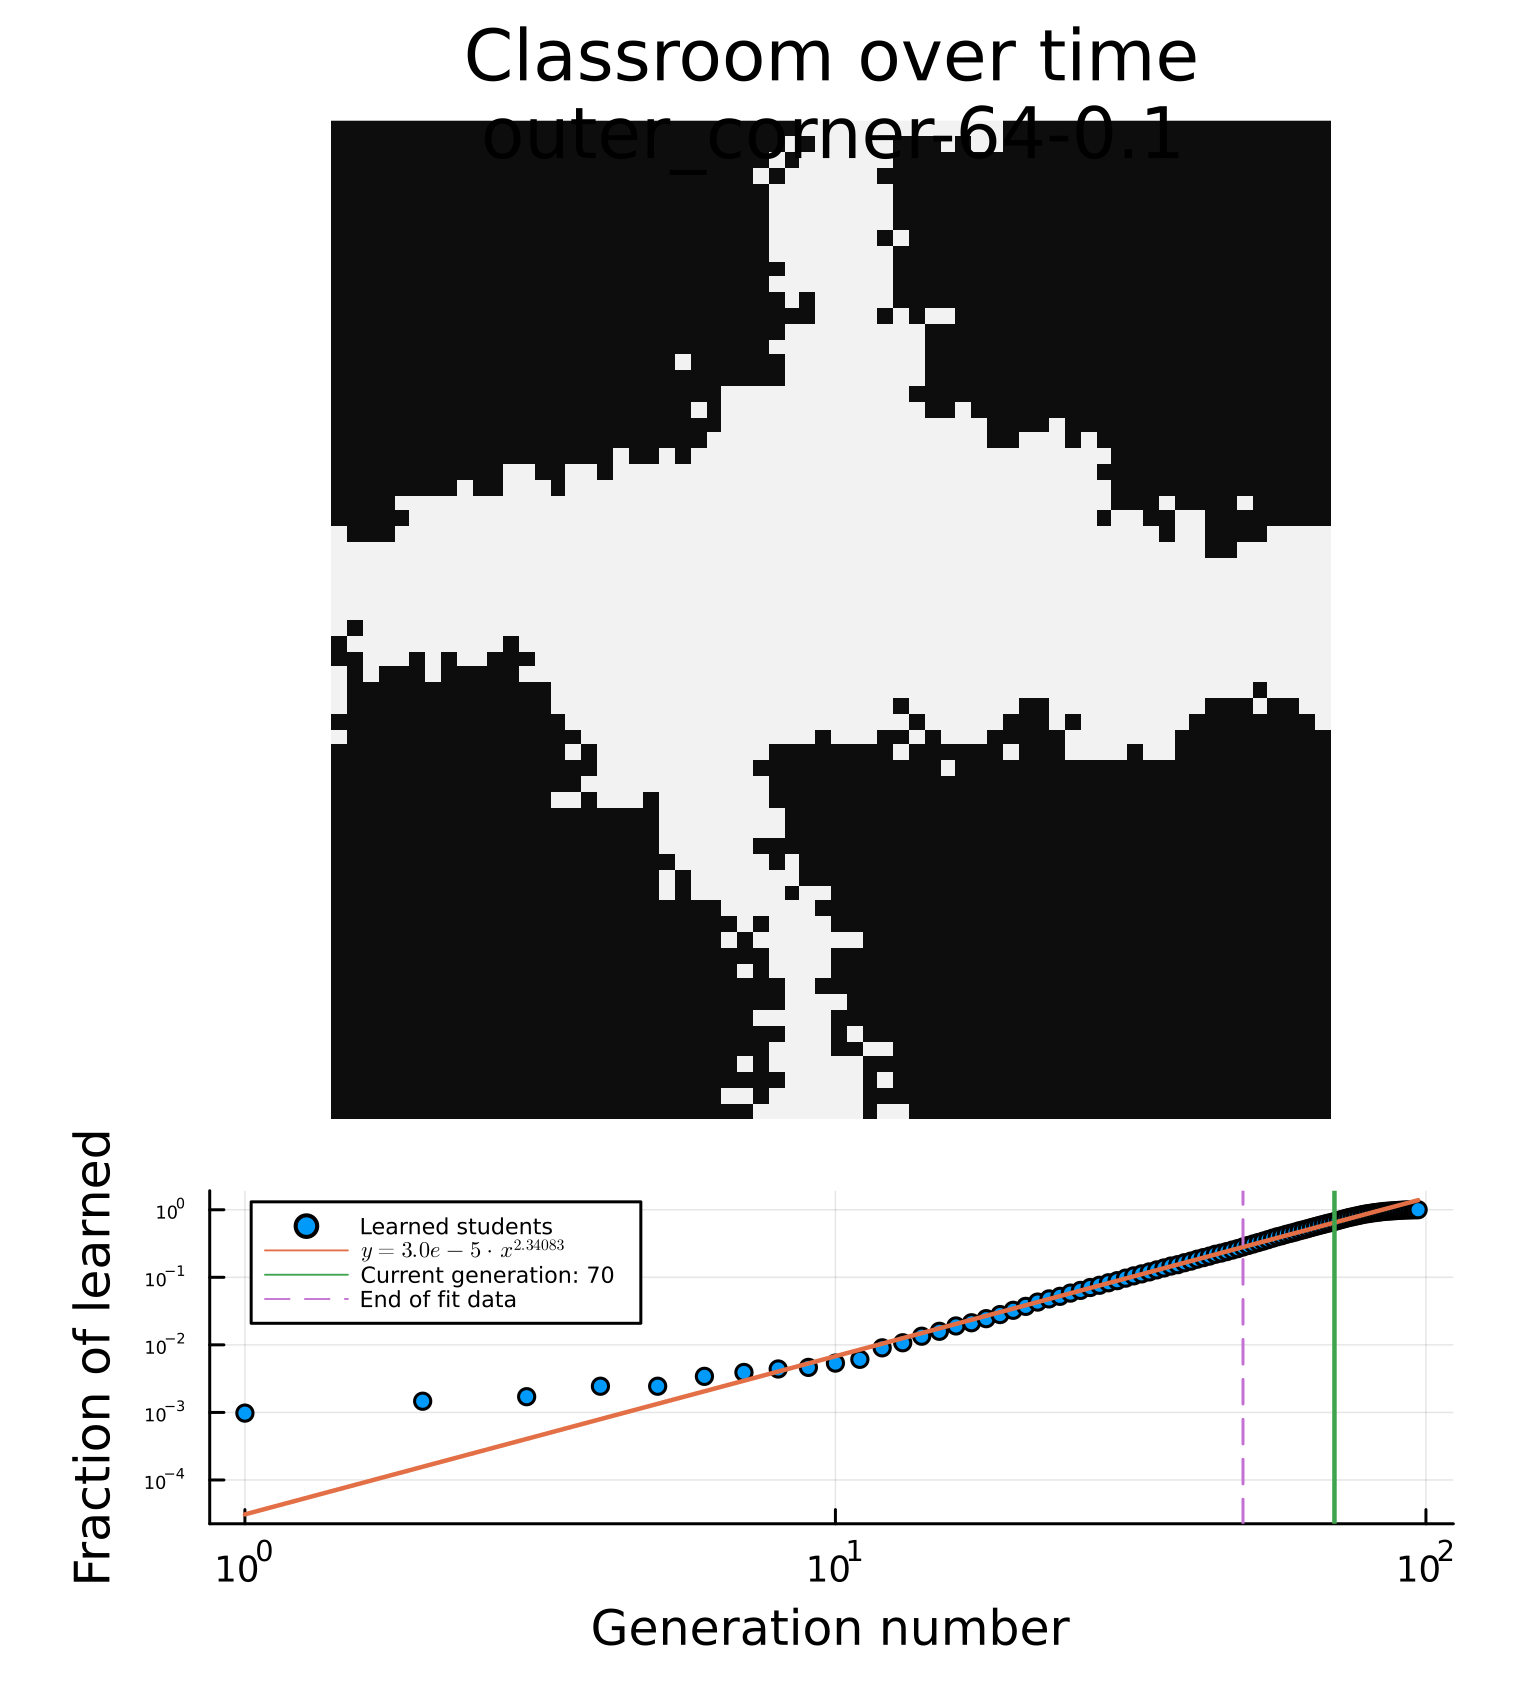 Classroom over time
outer_corner-64-0.1
Fraction of learned
10^0
10^-1
10^-2
10^-3
10^-4
Learned students
y = 3.0e − 5 · x^2.34083
Current generation: 70
End of fit data
10^0 10^1 10^2
Generation number